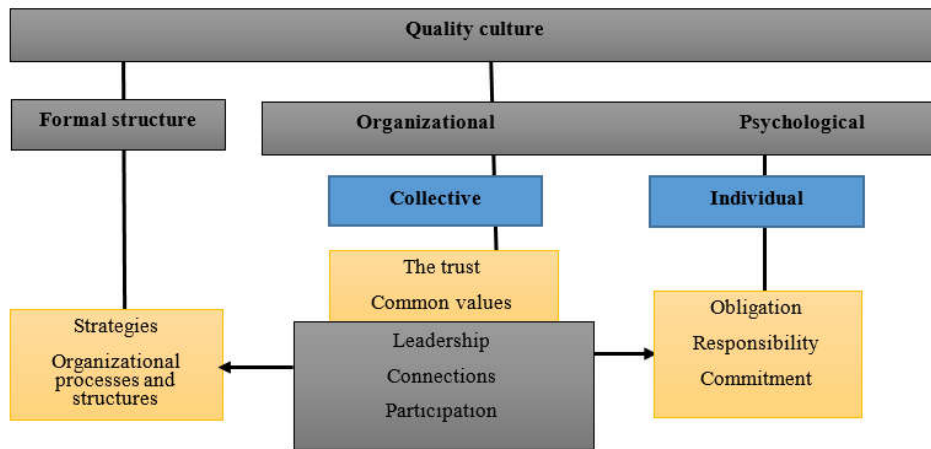 Quality culture
Formal structure
Organizational Psychological
Collective
Individual
The trust
Common values
Strategies
Organizational
processes and
structures
Leadership
Connections
Participation
Obligation
Responsibility
Commitment